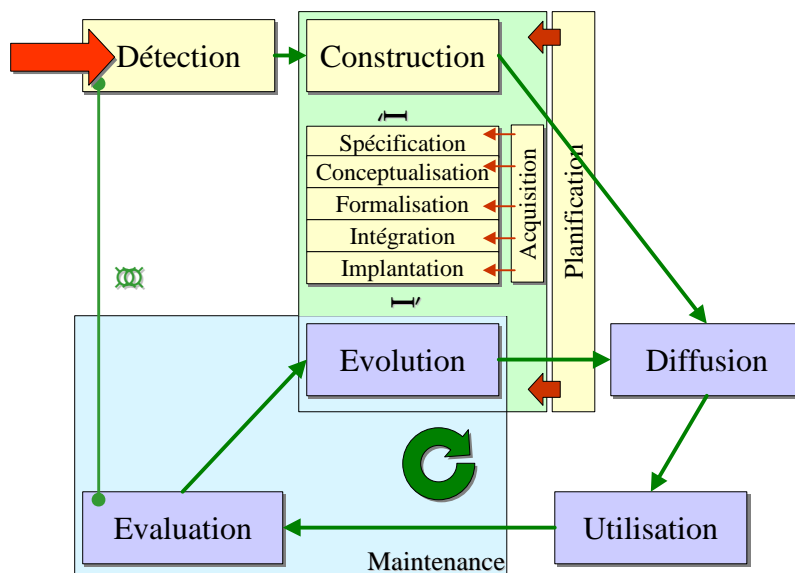 Détection
Construction
Spécification
Conceptualisation
Formalisation
Intégration
Implantation
Acquisition
Planification
Evolution
Diffusion
Evaluation
Utilisation
Maintenance